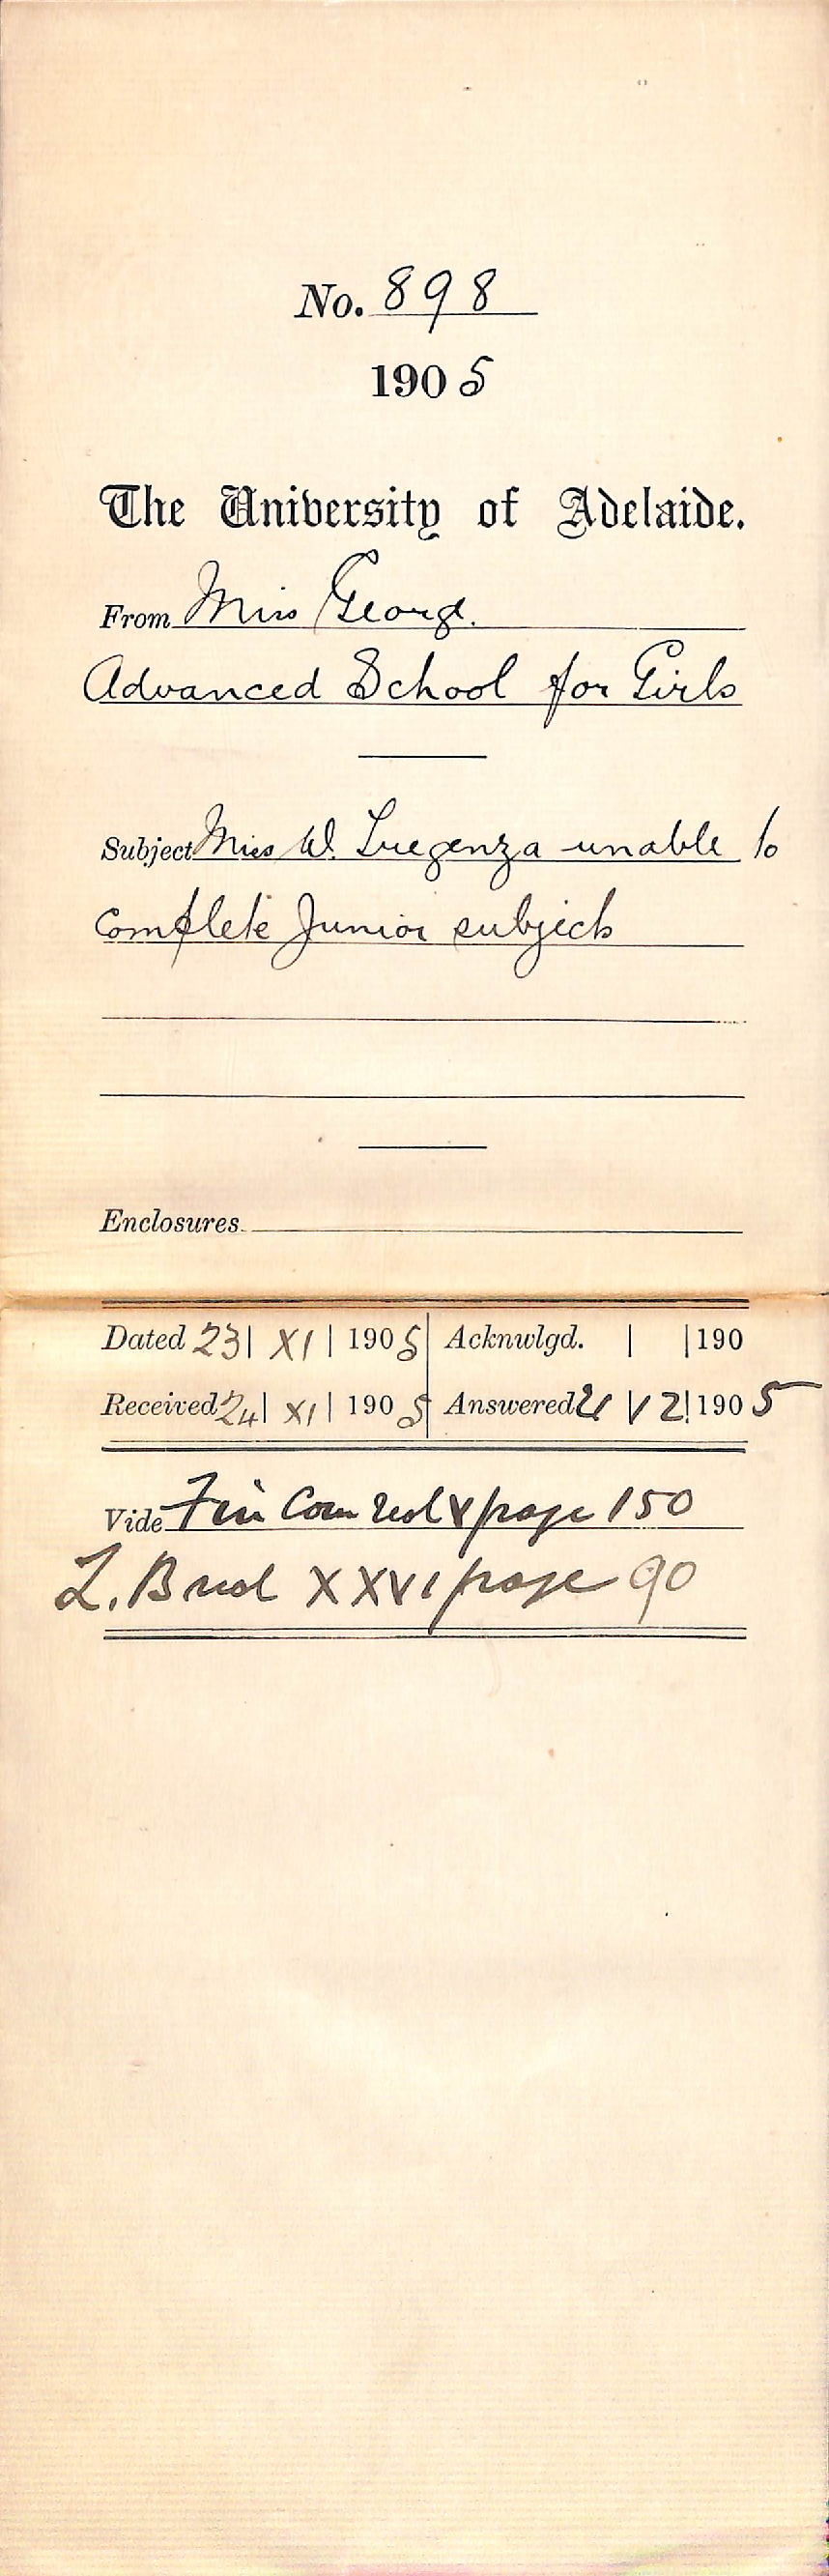 No. 898
1905
The University of Adelaide.
From Miss George.
Advanced School for Girls
Subject Miss W. Tregenza unable to
complete Junior subjects
Enclosures
Dated 23| XI | 1905 Acknwlgd. | |190
Received 24| XI | 1905 Answered 21 |12|1905
Vide Fin Com vol V page 150
L. B vol XXVI page 90